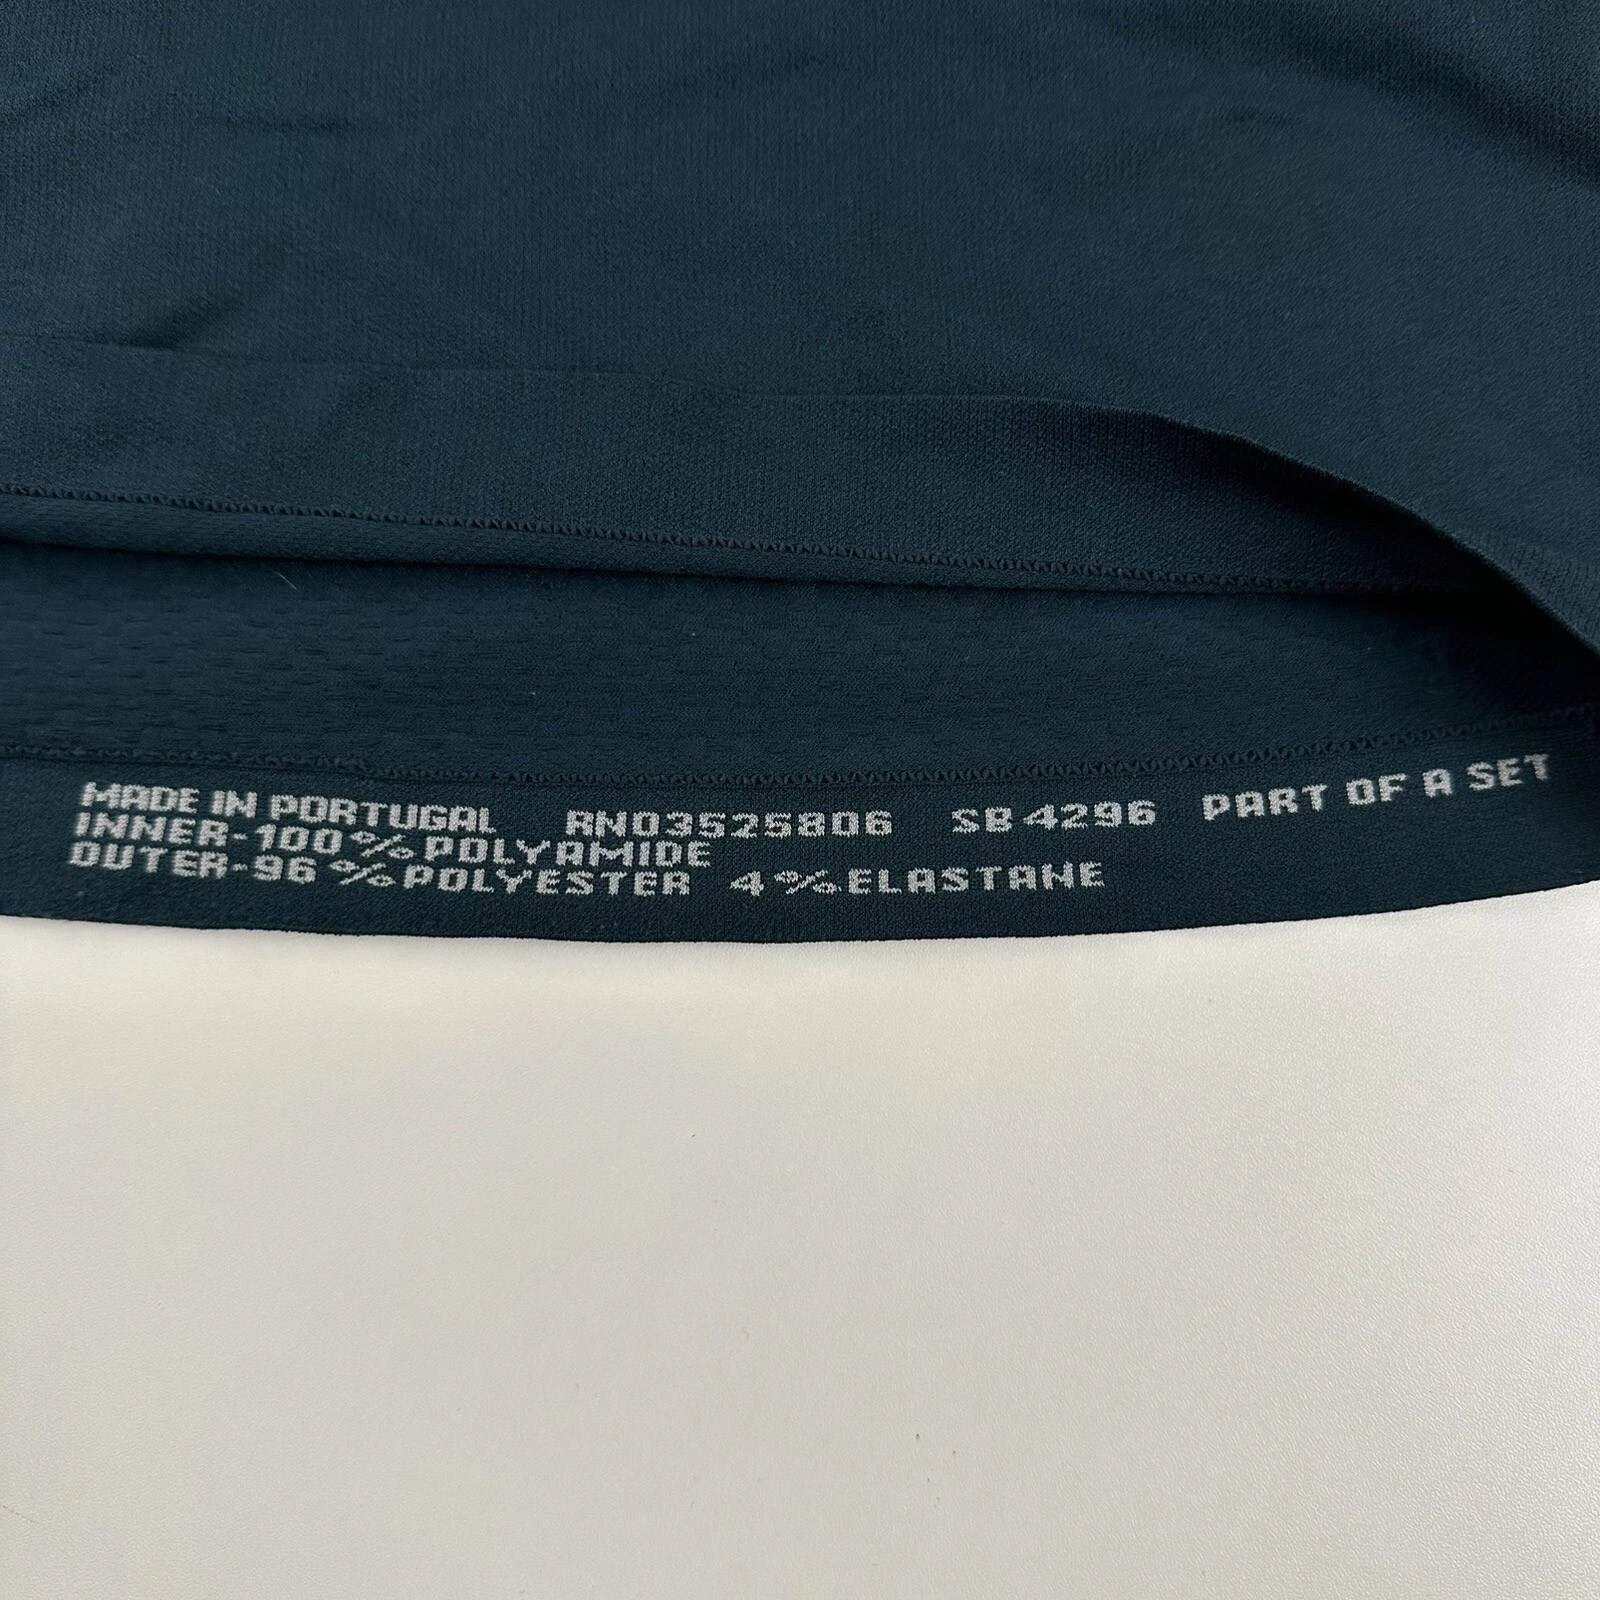 MADE IN PORTUGAL RN03525806 SB4296 PART OF A SET
INNER-100%POLYAMIDE
OUTER-96%POLYESTER 4%ELASTANE